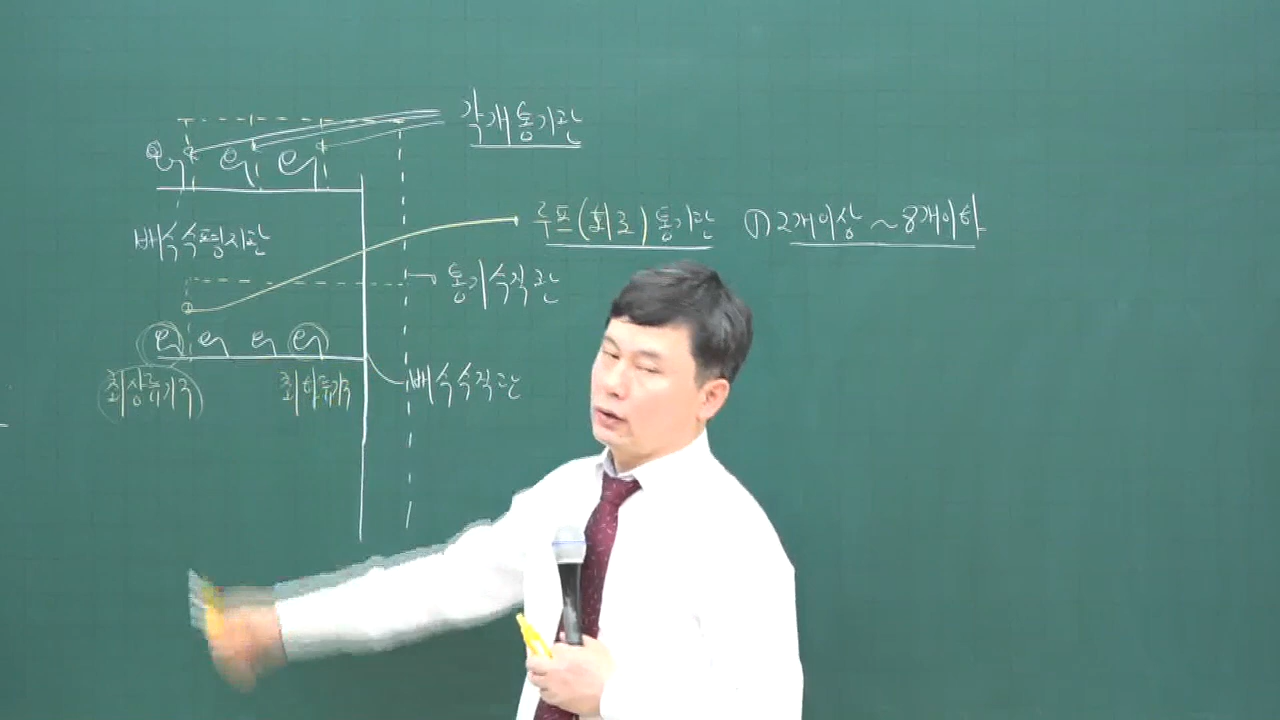 각개통기관
루프(회로)통기관 ① 2개이상 ~ 8개이하
배수수평지관
통기수직관
최상류기구
최하류기구
배수수직관